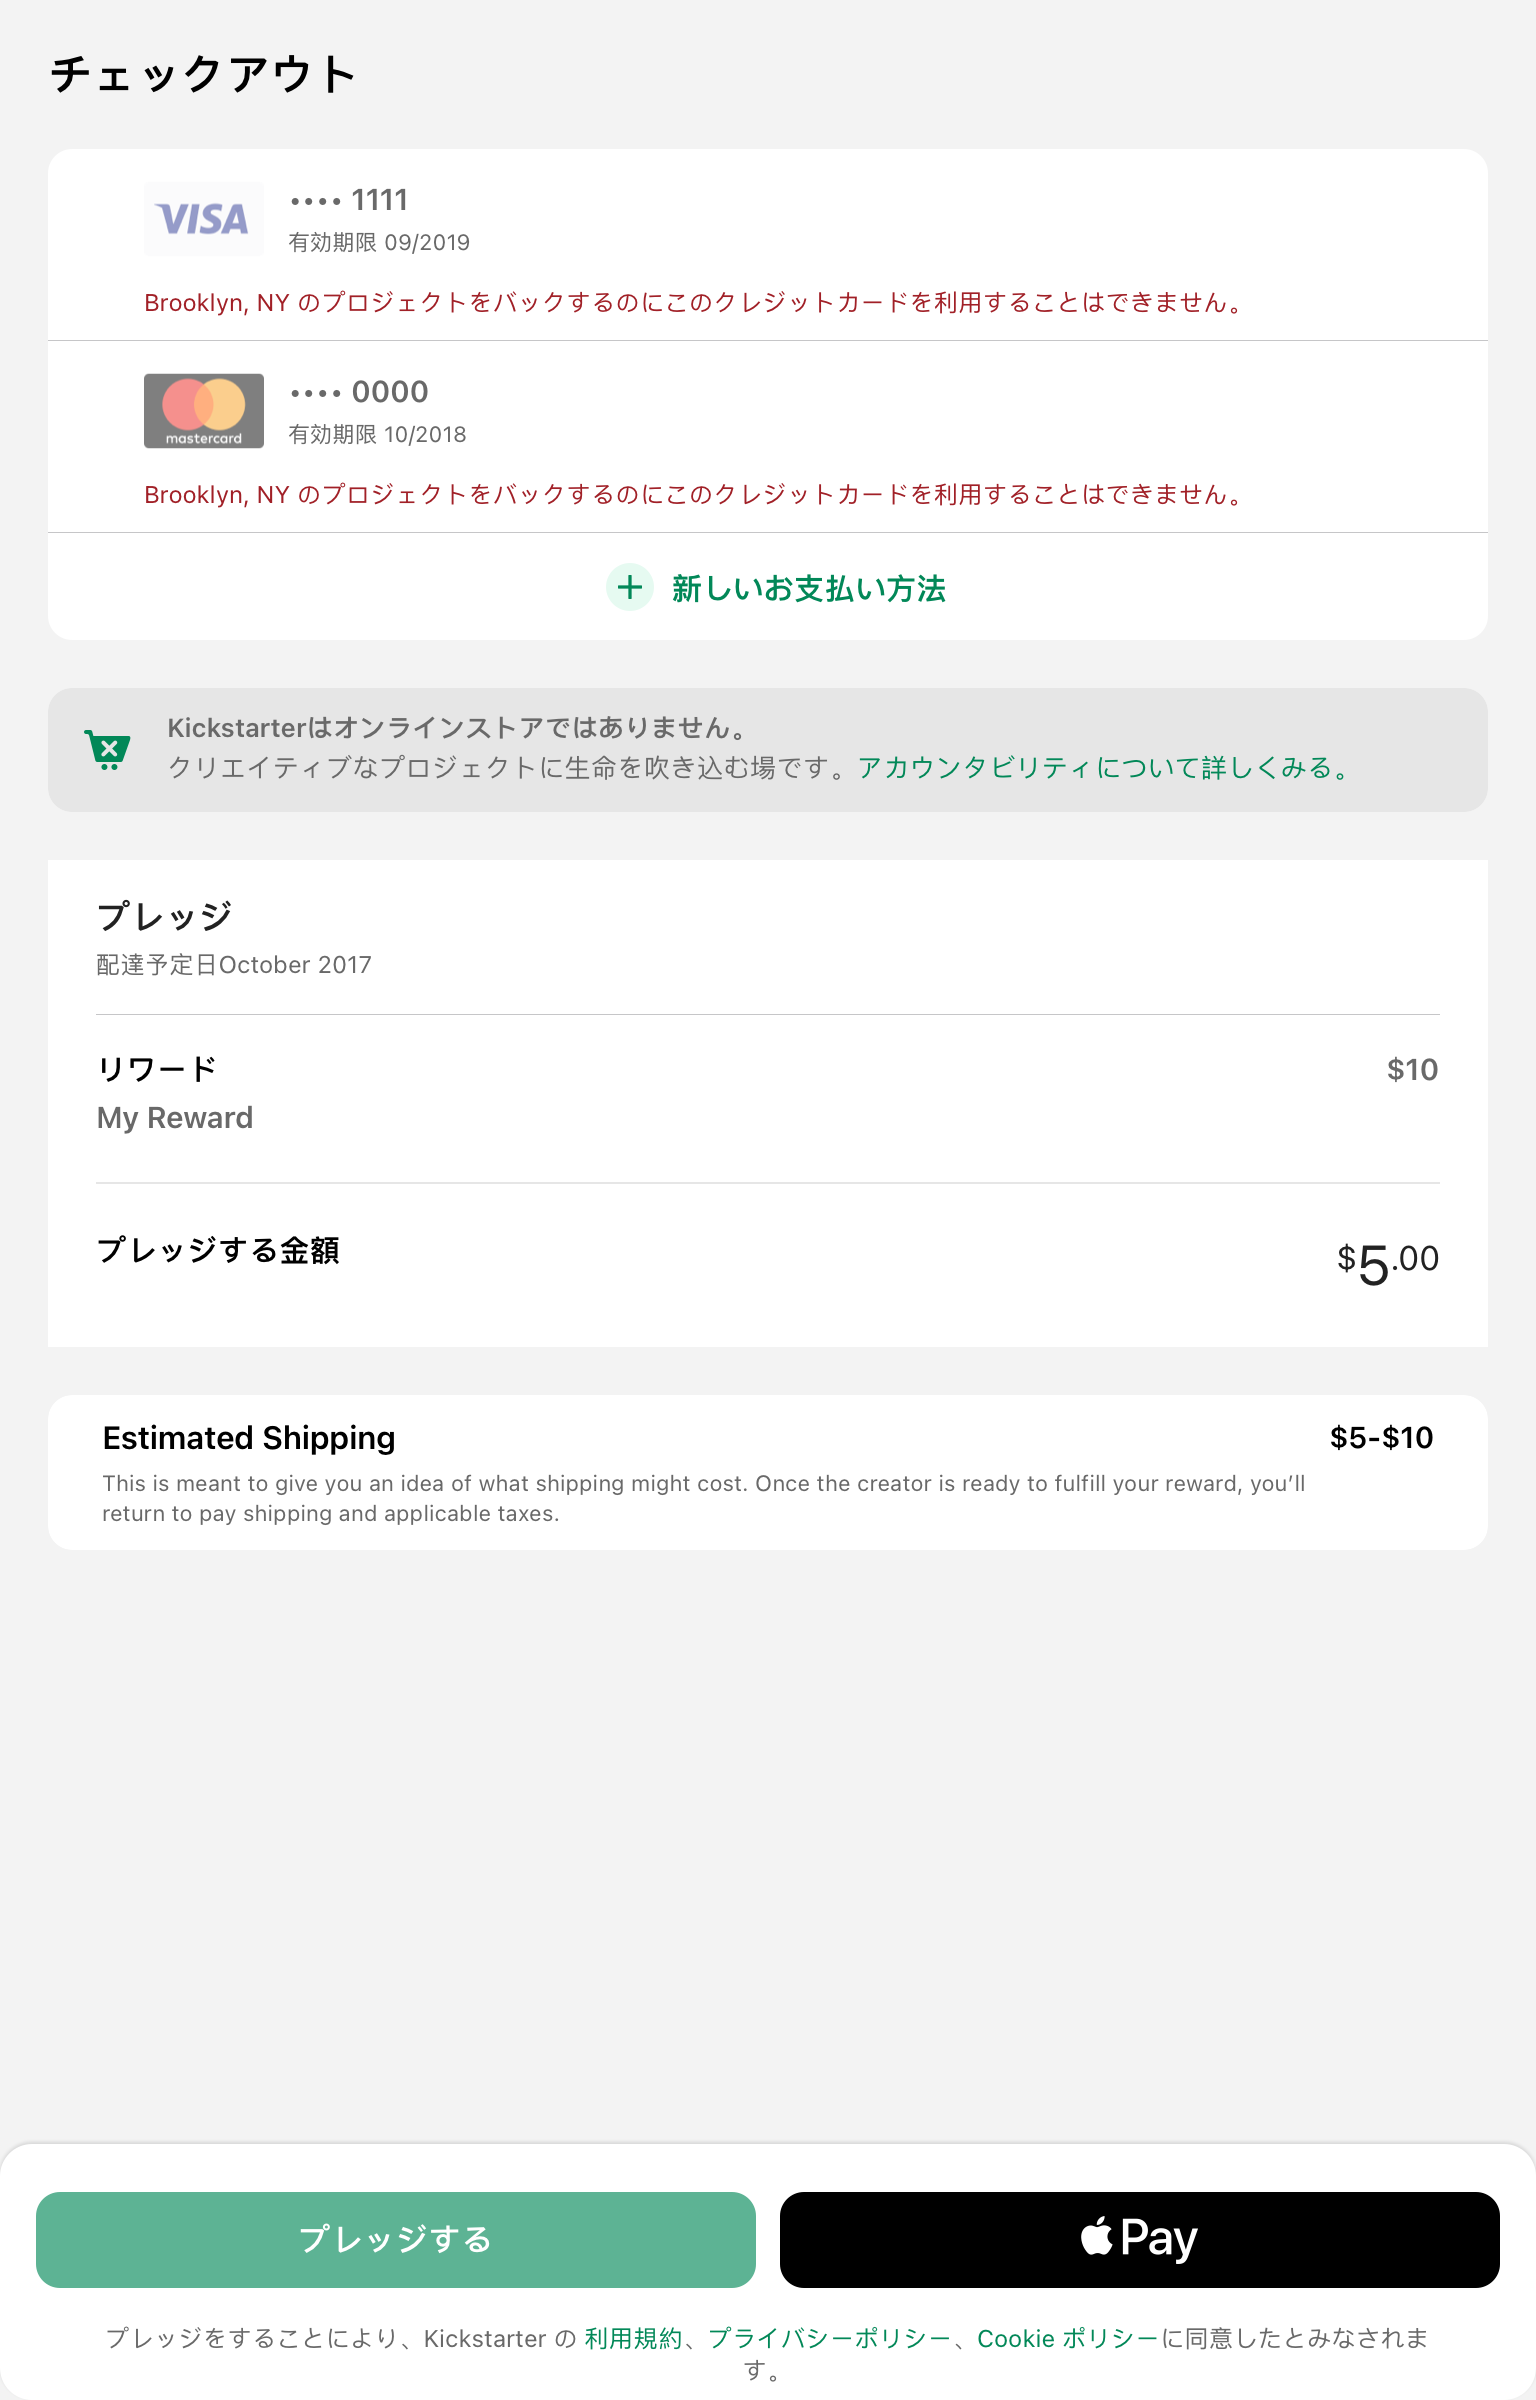 チェックアウト
VISA
•••• 1111
有効期限 09/2019
Brooklyn, NY のプロジェクトをバックするのにこのクレジットカードを利用することはできません。
mastercard
•••• 0000
有効期限 10/2018
Brooklyn, NY のプロジェクトをバックするのにこのクレジットカードを利用することはできません。
新しいお支払い方法
Kickstarterはオンラインストアではありません。
クリエイティブなプロジェクトに生命を吹き込む場です。アカウンタビリティについて詳しくみる。
プレッジ
配達予定日October 2017
リワード $10
My Reward
プレッジする金額 $5.00
Estimated Shipping $5-$10
This is meant to give you an idea of what shipping might cost. Once the creator is ready to fulfill your reward, you’ll
return to pay shipping and applicable taxes.
プレッジする
Pay
プレッジをすることにより、Kickstarter の 利用規約、プライバシーポリシー、Cookie ポリシーに同意したとみなされま
す。